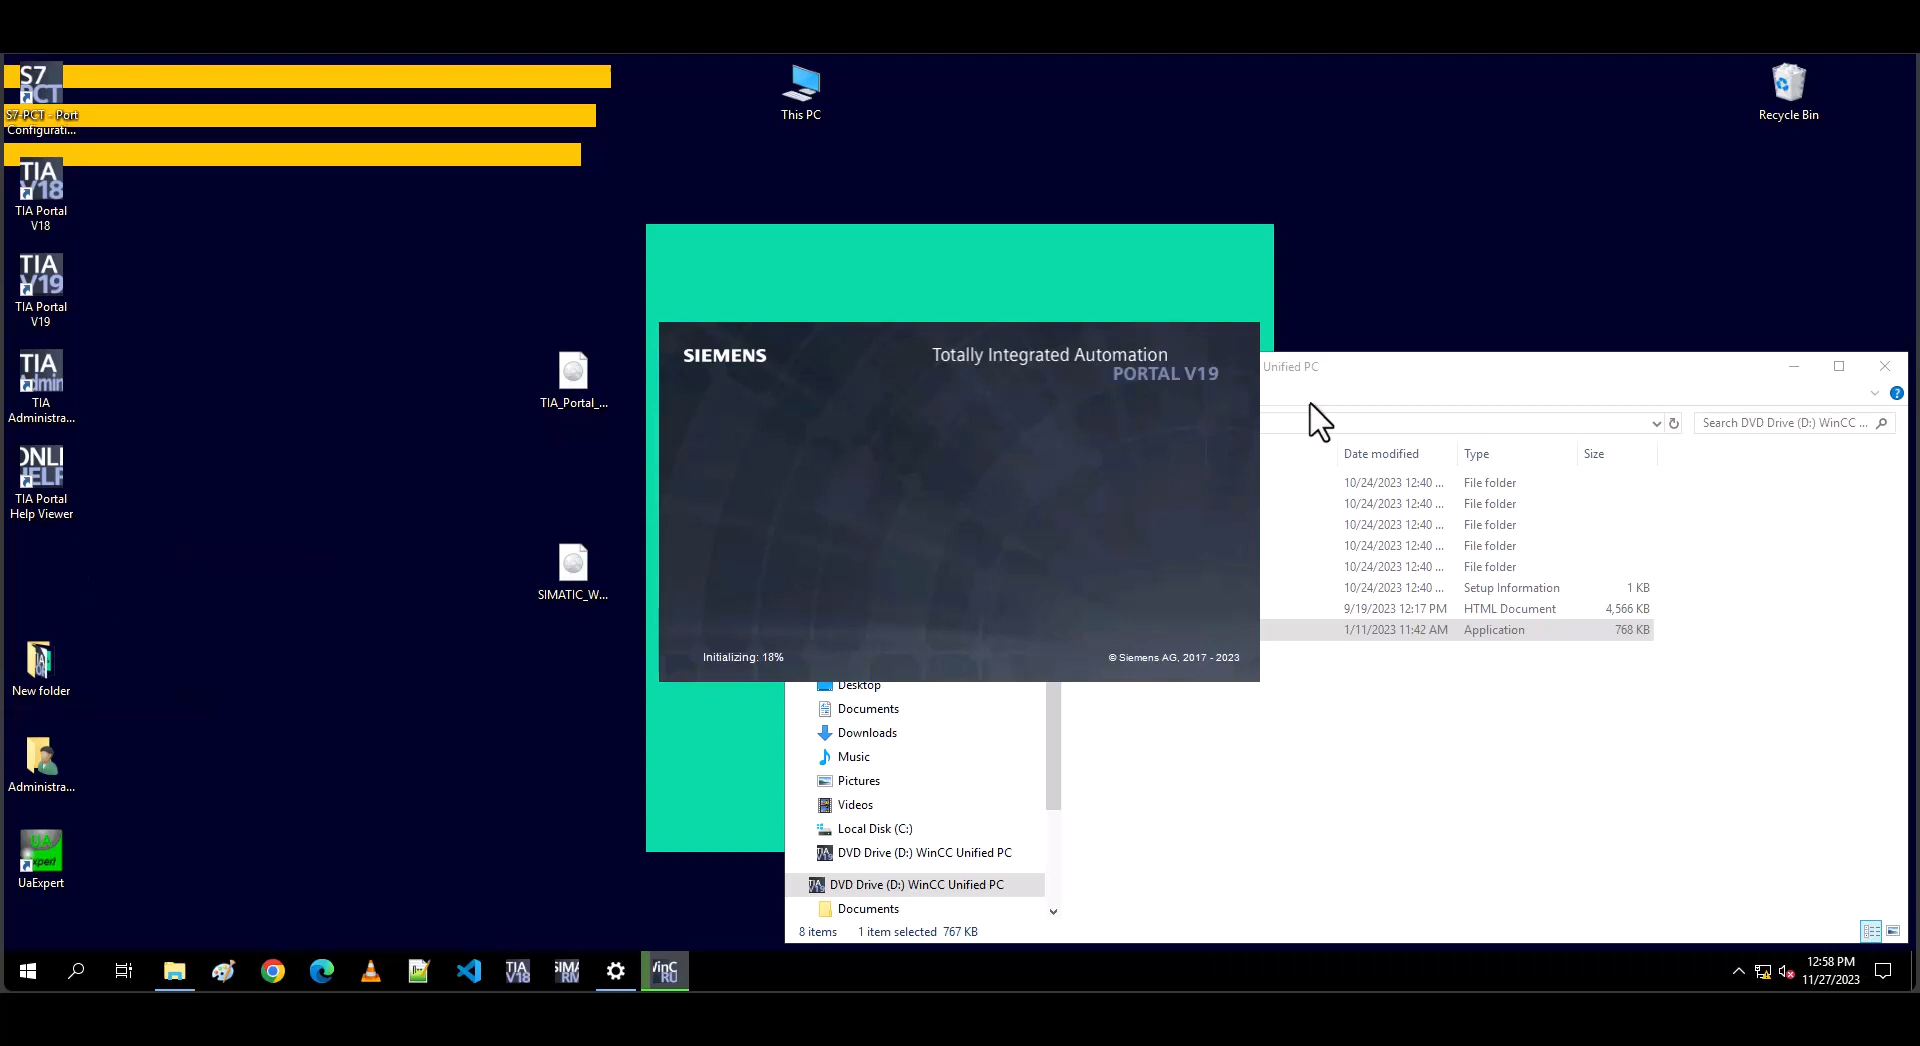 S7
PCT
S7-PCT - Port
Configurati...
TIA
V18
TIA Portal
V18
TIA
V19
TIA Portal
V19
TIA
Admin
TIA
Administra...
ONLI
HELF
TIA Portal
Help Viewer
New folder
Administra...
UA
expert
UaExpert
This PC
Recycle Bin
TIA_Portal_...
SIMATIC_W...
SIEMENS
Totally Integrated Automation
PORTAL V19
Initializing: 18%
© Siemens AG, 2017 - 2023
Unified PC
Search DVD Drive (D:) WinCC ...
Date modified Type Size
10/24/2023 12:40 ... File folder
10/24/2023 12:40 ... File folder
10/24/2023 12:40 ... File folder
10/24/2023 12:40 ... File folder
10/24/2023 12:40 ... File folder
10/24/2023 12:40 ... Setup Information 1 KB
9/19/2023 12:17 PM HTML Document 4,566 KB
1/11/2023 11:42 AM Application 768 KB
Desktop
Documents
Downloads
Music
Pictures
Videos
Local Disk (C:)
DVD Drive (D:) WinCC Unified PC
DVD Drive (D:) WinCC Unified PC
Documents
8 items 1 item selected 767 KB
TIA
V18
12:58 PM
11/27/2023